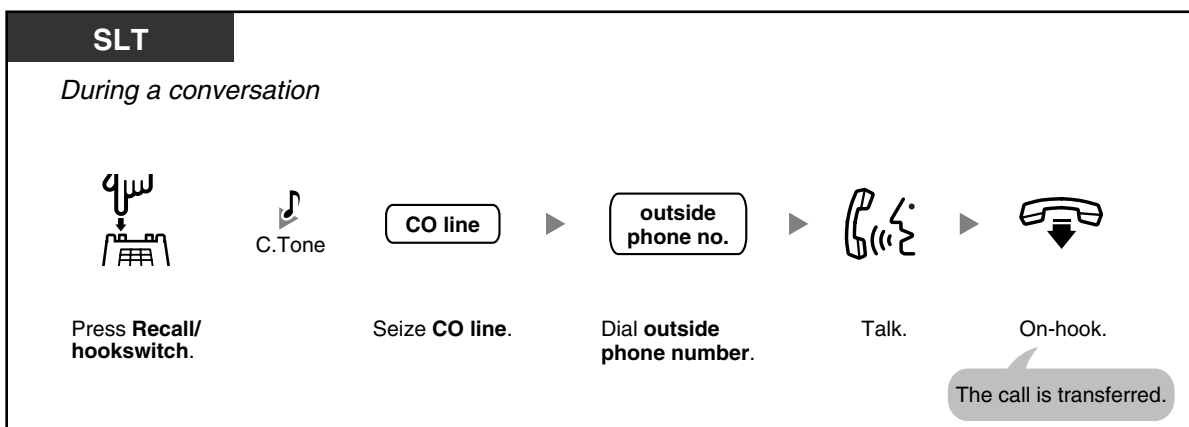 SLT
During a conversation
C.Tone
CO line
outside
phone no.
Press Recall/
hookswitch.
Seize CO line.
Dial outside
phone number.
Talk.
On-hook.
The call is transferred.